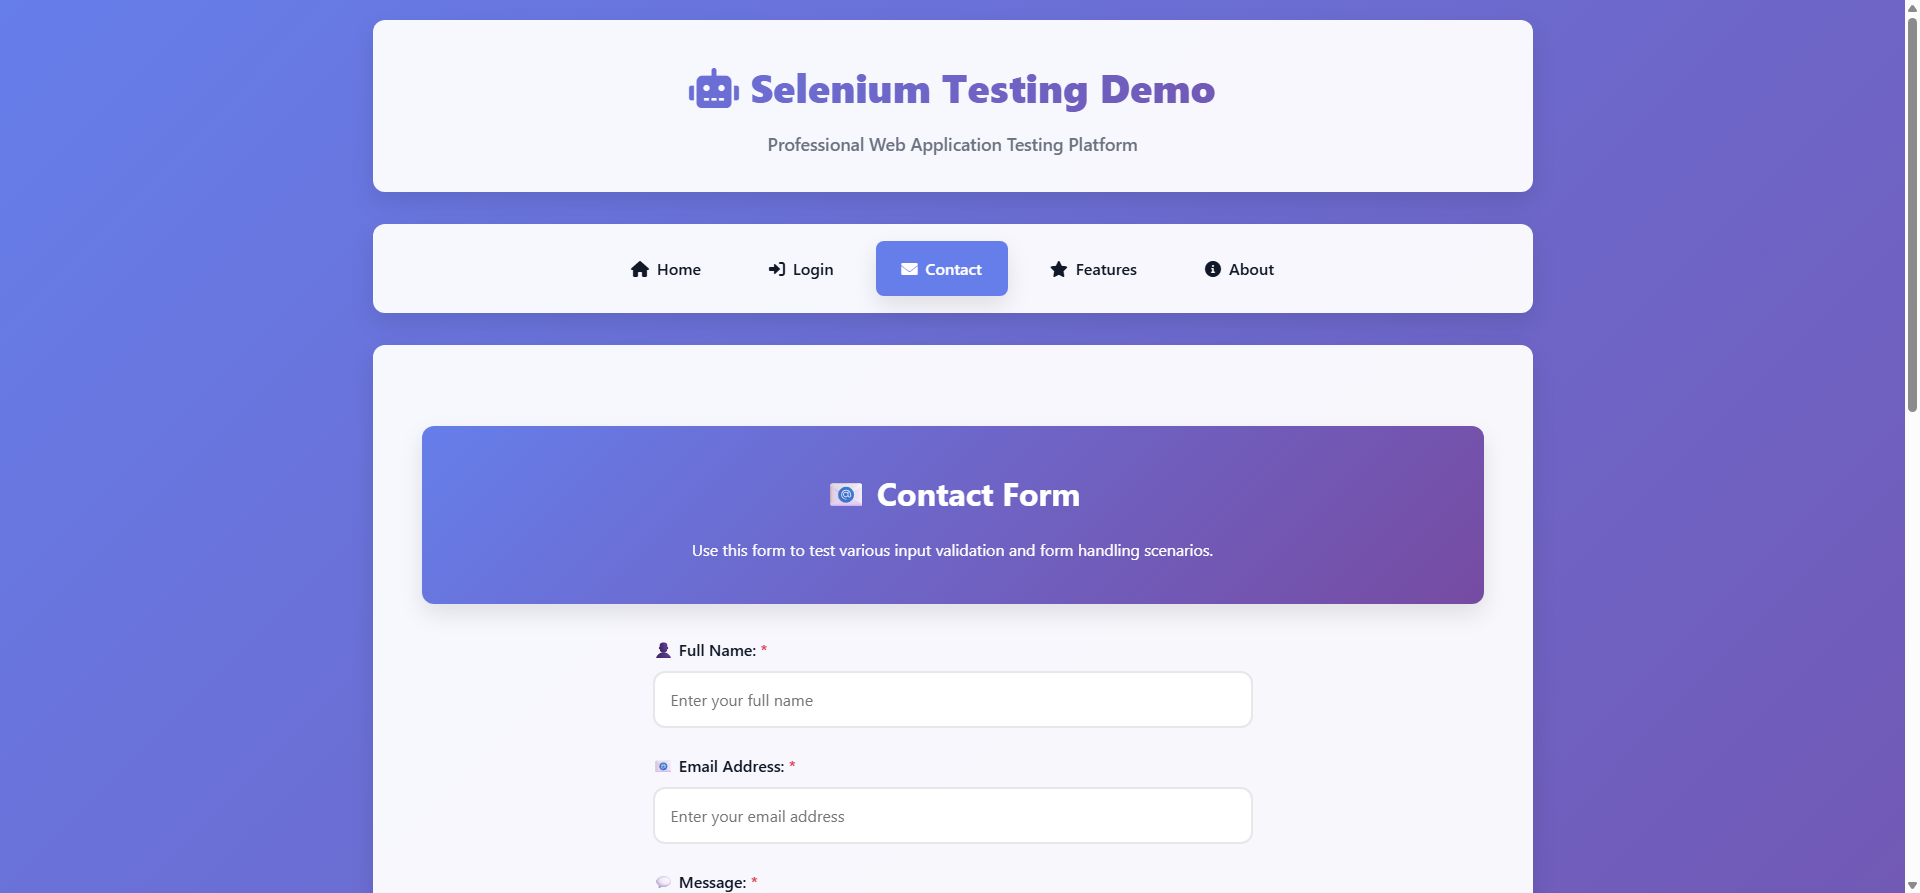 Selenium Testing Demo
Professional Web Application Testing Platform
Home Login Contact Features About
Contact Form
Use this form to test various input validation and form handling scenarios.
Full Name: *
Enter your full name
Email Address: *
Enter your email address
Message: *